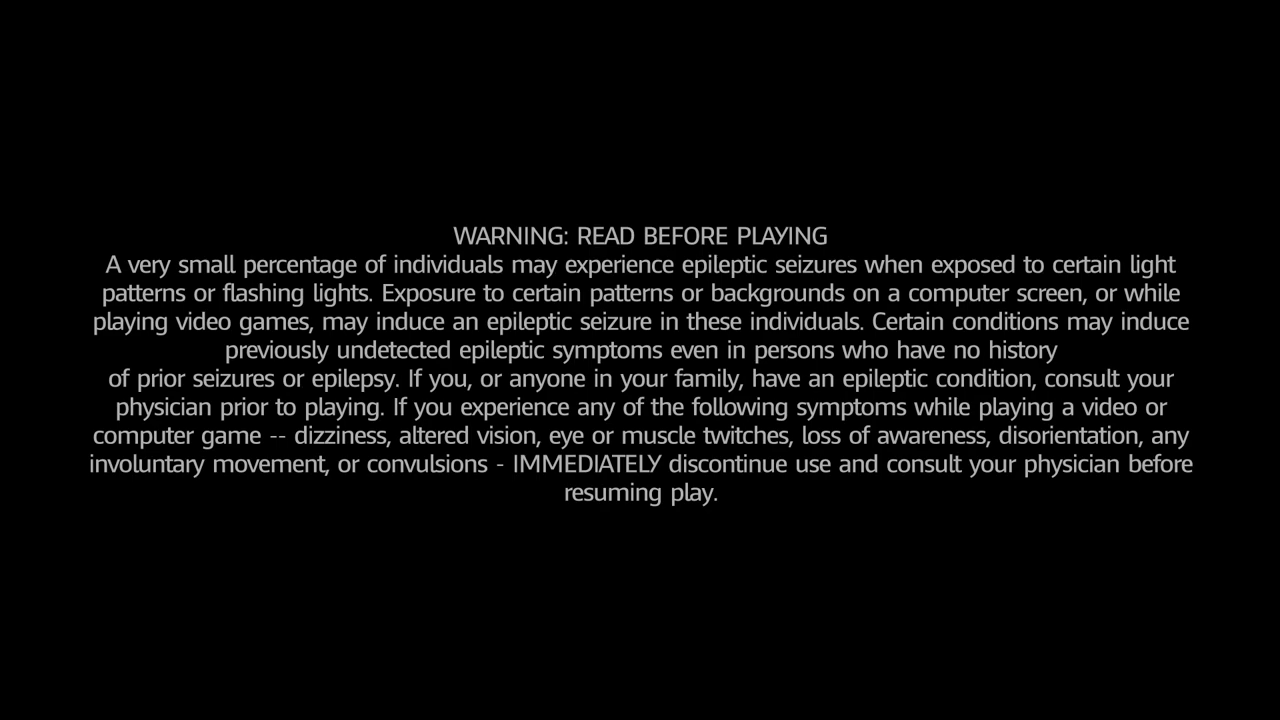 WARNING: READ BEFORE PLAYING
A very small percentage of individuals may experience epileptic seizures when exposed to certain light
patterns or flashing lights. Exposure to certain patterns or backgrounds on a computer screen, or while
playing video games, may induce an epileptic seizure in these individuals. Certain conditions may induce
previously undetected epileptic symptoms even in persons who have no history
of prior seizures or epilepsy. If you, or anyone in your family, have an epileptic condition, consult your
physician prior to playing. If you experience any of the following symptoms while playing a video or
computer game -- dizziness, altered vision, eye or muscle twitches, loss of awareness, disorientation, any
involuntary movement, or convulsions - IMMEDIATELY discontinue use and consult your physician before
resuming play.